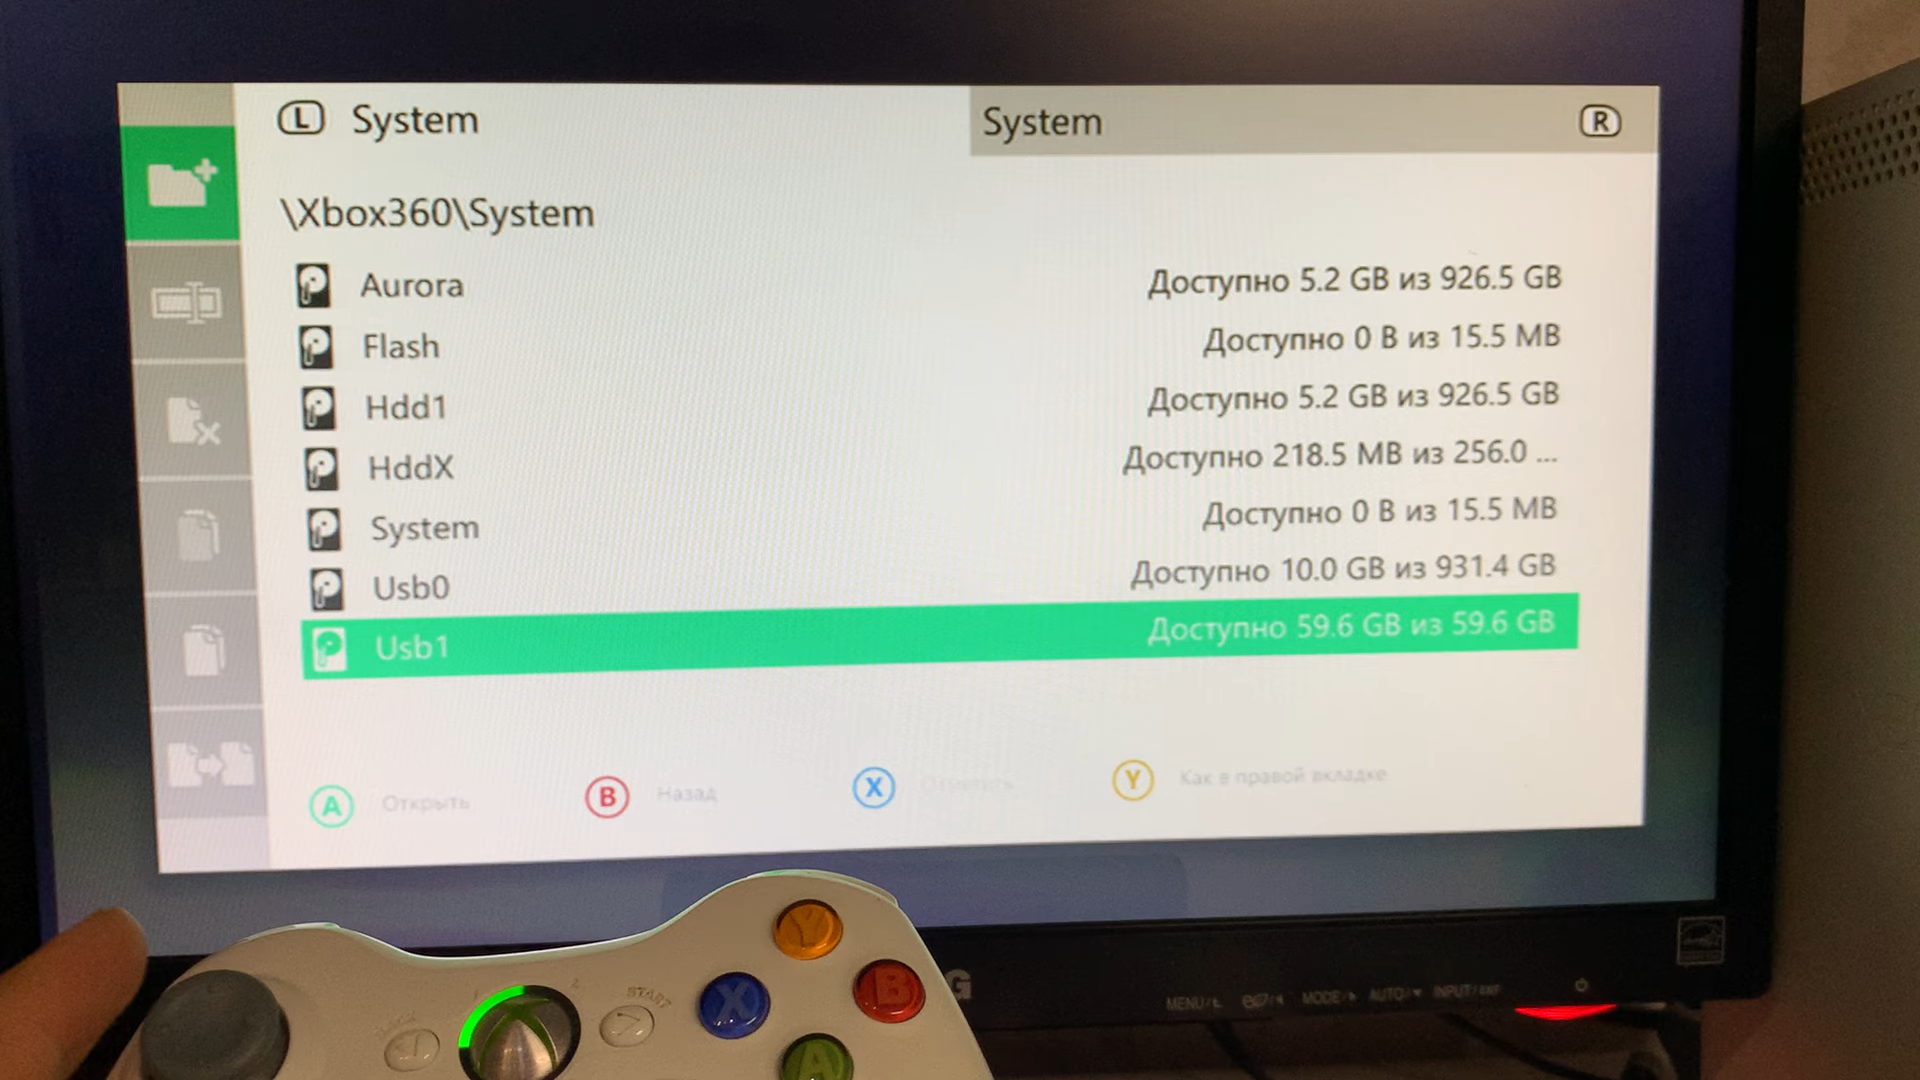 L System
System R
\Xbox360\System
Aurora Доступно 5.2 GB из 926.5 GB
Flash Доступно 0 B из 15.5 MB
Hdd1 Доступно 5.2 GB из 926.5 GB
HddX Доступно 218.5 MB из 256.0 ...
System Доступно 0 B из 15.5 MB
Usb0 Доступно 10.0 GB из 931.4 GB
Usb1 Доступно 59.6 GB из 59.6 GB
A Открыть B Назад X Отметить Y Как в правой вкладке
Y
X B
START
A
G
MENU MODE AUTO INPUT